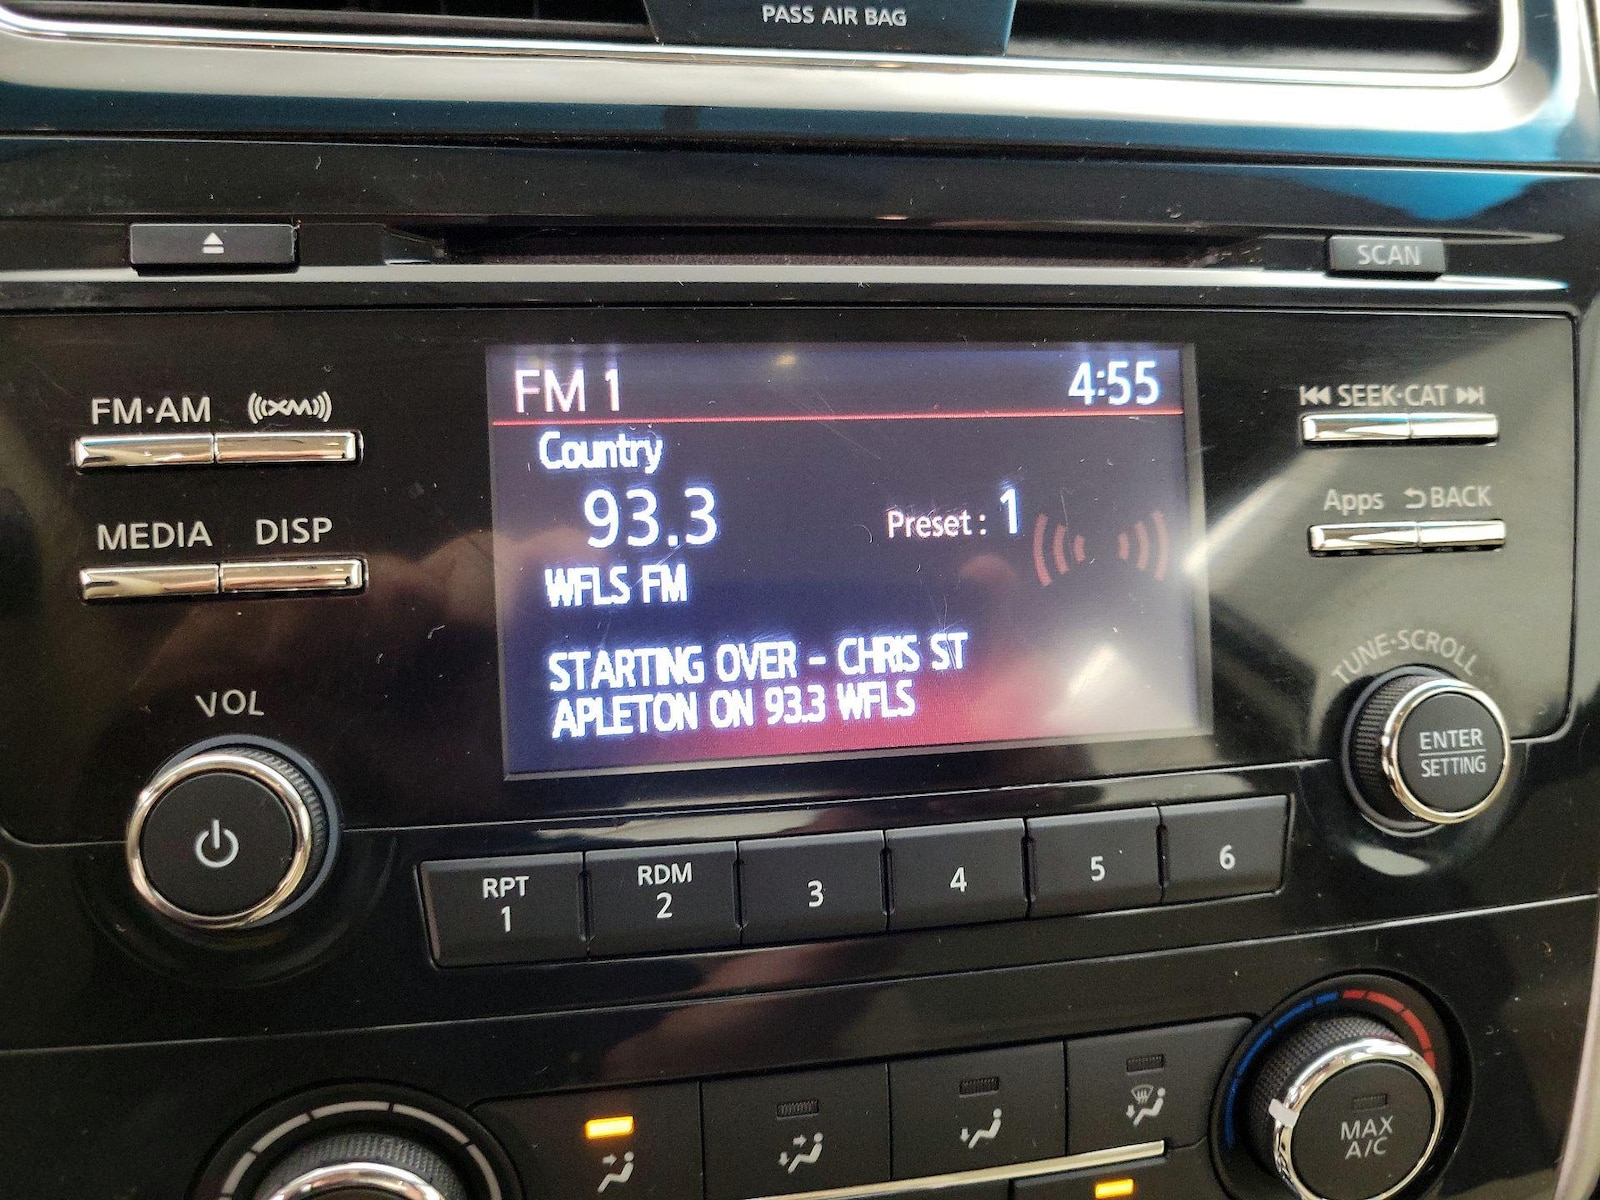 PASS AIR BAG
SCAN
FM 1 4:55
Country
93.3 Preset: 1
WFLS FM
STARTING OVER - CHRIS ST
APLETON ON 93.3 WFLS
FM·AM (((XM)))
MEDIA DISP
VOL
SEEK·CAT
Apps BACK
TUNE·SCROLL
ENTER
SETTING
RPT
1
RDM
2
3
4
5
6
MAX
A/C